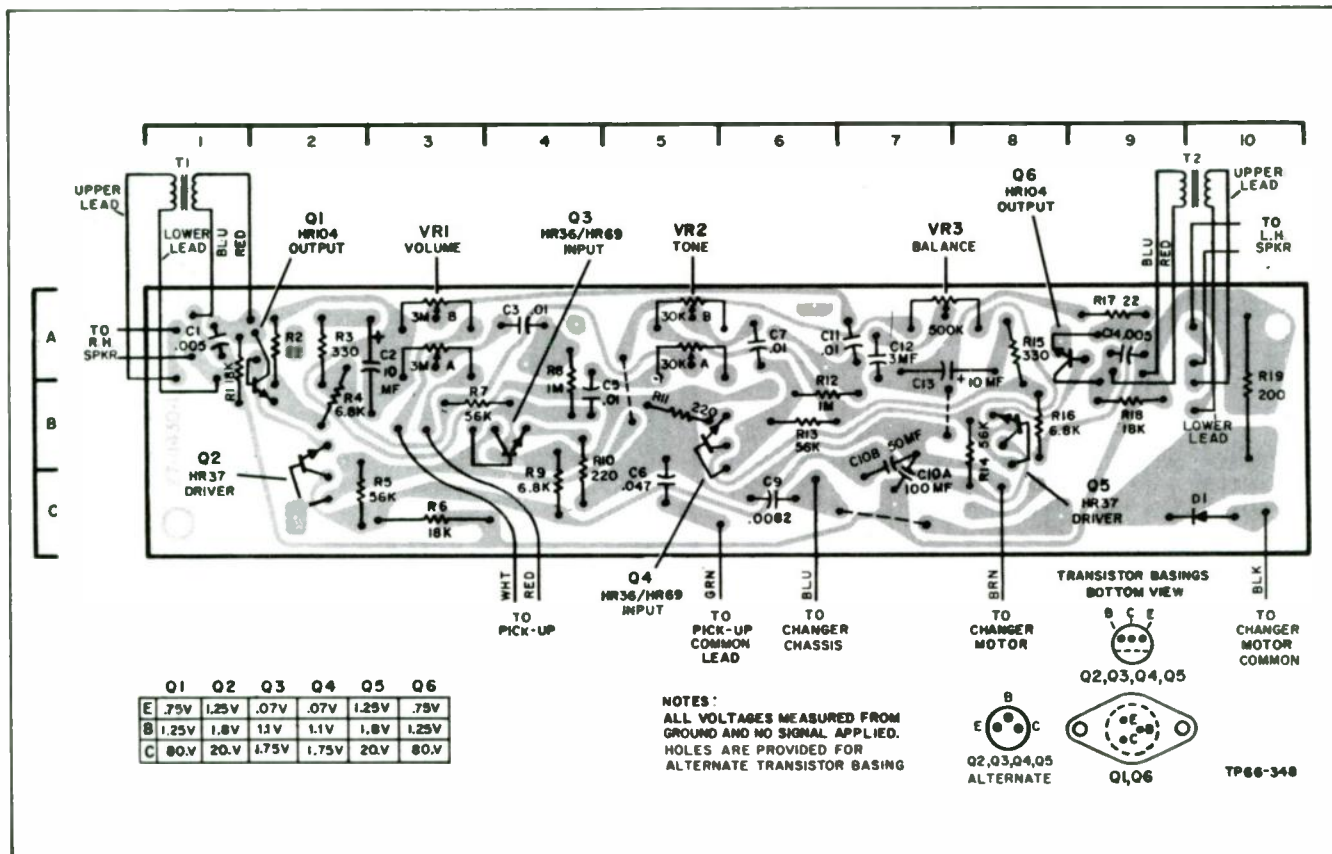 1 2 3 4 5 6 7 8 9 10
T1
UPPER LEAD
LOWER LEAD
BLU
RED
Q1
HR104
OUTPUT
VR1
VOLUME
Q3
HR36/HR69
INPUT
VR2
TONE
VR3
BALANCE
Q6
HR104
OUTPUT
T2
BLU
RED
UPPER
LEAD
TO
L.H.
SPKR
A
B
C
TO
R.H.
SPKR
C1
.005
R1 18K
R2
R3
330
+
C2
10
MF
3M B
3M A
C3 .01
30K B
30K A
C7
.01
C11
.01
C12
3MF
500K
R15
330
R17 22
C14 .005
R19
200
R4
6.8K
R7
56K
R8
1M
C5
.01
R11 220
R12
1M
C13 + 10 MF
R13
56K
R14 56K
R16
6.8K
R18
18K
LOWER
LEAD
Q2
HR37
DRIVER
R5
56K
R6
18K
R9
6.8K
R10
220
C6
.047
C9
.0082
C10B 50MF
C10A
100 MF
Q5
HR37
DRIVER
D1
WHT
RED
TO
PICK-UP
Q4
HR36/HR69
INPUT
GRN
TO
PICK-UP
COMMON
LEAD
BLU
TO
CHANGER
CHASSIS
BRN
TO
CHANGER
MOTOR
BLK
TO
CHANGER
MOTOR
COMMON
TRANSISTOR BASINGS
BOTTOM VIEW
B C E
Q2,Q3,Q4,Q5
B
E C
Q2,Q3,Q4,Q5
ALTERNATE
E
B
C
Q1,Q6
Q1 Q2 Q3 Q4 Q5 Q6
E .75V 1.25V .07V .07V 1.25V .75V
B 1.25V 1.8V 1.1V 1.1V 1.8V 1.25V
C 80.V 20.V 1.75V 1.75V 20.V 80.V
NOTES:
ALL VOLTAGES MEASURED FROM
GROUND AND NO SIGNAL APPLIED.
HOLES ARE PROVIDED FOR
ALTERNATE TRANSISTOR BASING
TP66-348